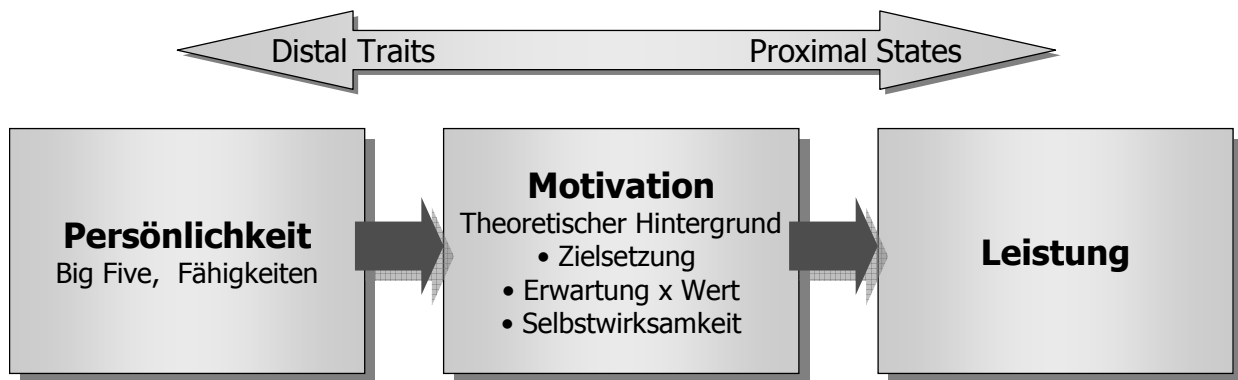 Distal Traits
Proximal States
Persönlichkeit
Big Five, Fähigkeiten
Motivation
Theoretischer Hintergrund
• Zielsetzung
• Erwartung x Wert
• Selbstwirksamkeit
Leistung